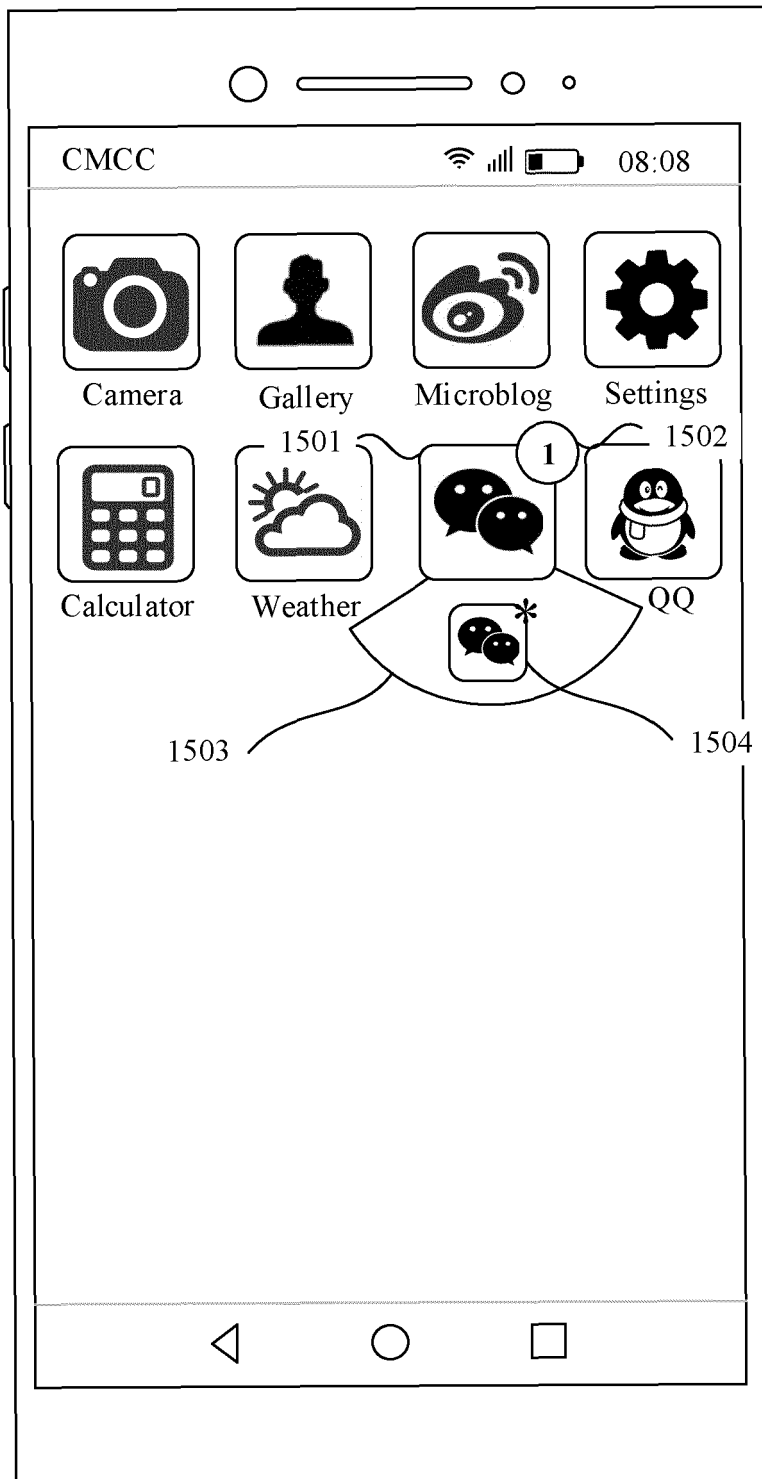 CMCC 08:08
Camera Gallery Microblog Settings
1501 1 1502
Calculator Weather QQ
*
1503 1504